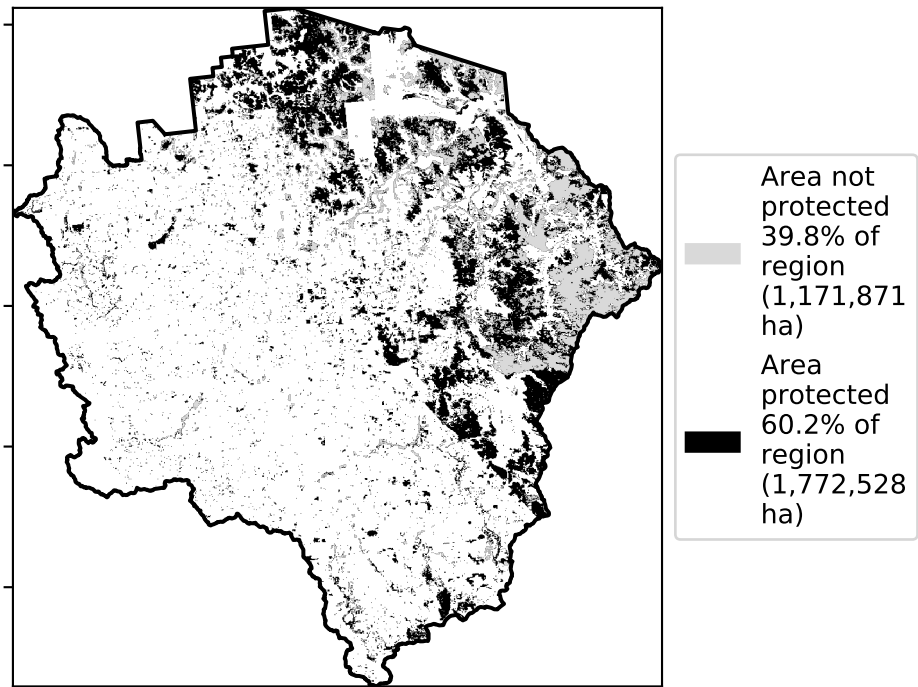 Area not
protected
39.8% of
region
(1,171,871
ha)
Area
protected
60.2% of
region
(1,772,528
ha)